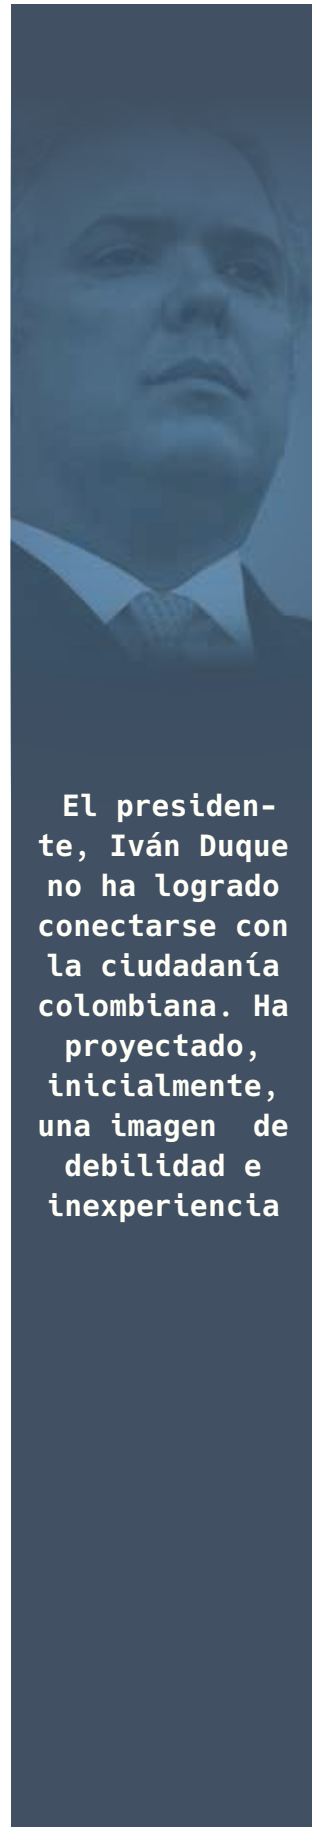 El presiden-
te, Iván Duque
no ha logrado
conectarse con
la ciudadanía
colombiana. Ha
proyectado,
inicialmente,
una imagen  de
debilidad e
inexperiencia